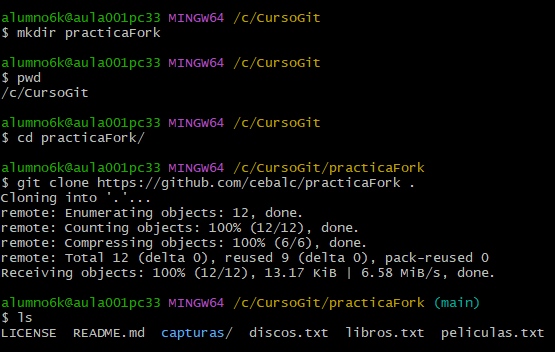 alumno6k@aula001pc33 MINGW64 /c/CursoGit
$ mkdir practicaFork
alumno6k@aula001pc33 MINGW64 /c/CursoGit
$ pwd
/c/CursoGit
alumno6k@aula001pc33 MINGW64 /c/CursoGit
$ cd practicaFork/
alumno6k@aula001pc33 MINGW64 /c/CursoGit/practicaFork
$ git clone https://github.com/cebalc/practicaFork .
Cloning into '.'...
remote: Enumerating objects: 12, done.
remote: Counting objects: 100% (12/12), done.
remote: Compressing objects: 100% (6/6), done.
remote: Total 12 (delta 0), reused 9 (delta 0), pack-reused 0
Receiving objects: 100% (12/12), 13.17 KiB | 6.58 MiB/s, done.
alumno6k@aula001pc33 MINGW64 /c/CursoGit/practicaFork (main)
$ ls
LICENSE  README.md  capturas/  discos.txt  libros.txt  peliculas.txt